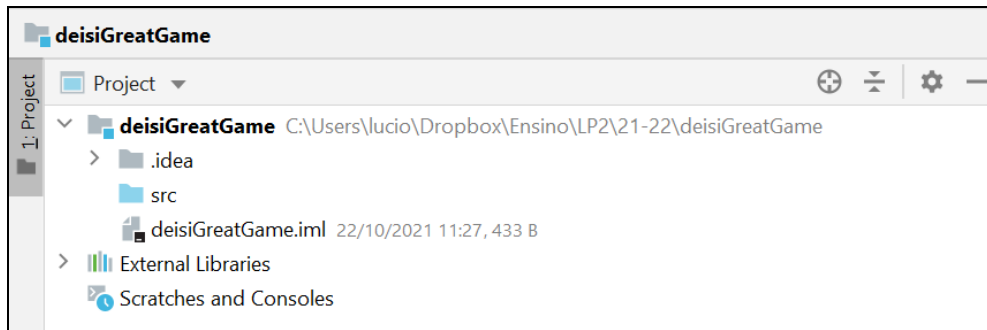 deisiGreatGame
1: Project
Project
deisiGreatGame C:\Users\lucio\Dropbox\Ensino\LP2\21-22\deisiGreatGame
.idea
src
deisiGreatGame.iml 22/10/2021 11:27, 433 B
External Libraries
Scratches and Consoles